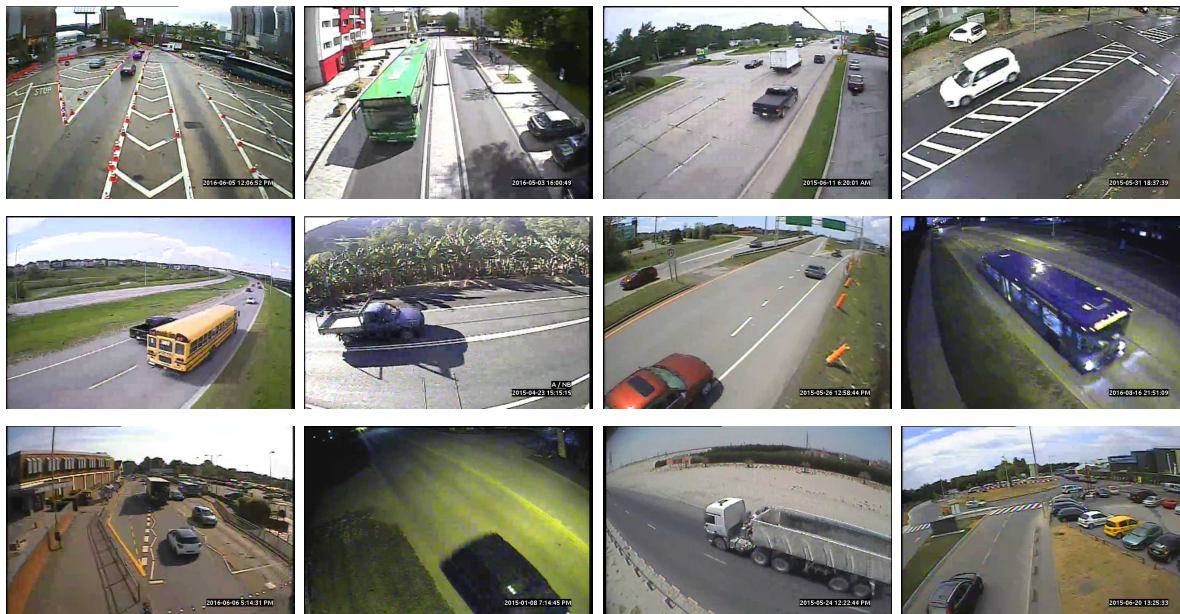 STOP
2016-06-05 12:06:52 PM
2016-05-03 16:00:49
2015-06-11 6:20:01 AM
2015-05-31 18:37:39
A / NB
2015-04-23 15:15:15
2015-05-26 12:58:44 PM
2016-08-16 21:51:09
2016-06-06 5:14:31 PM
2015-01-08 7:14:45 PM
2015-05-24 12:22:44 PM
2015-06-20 13:25:33